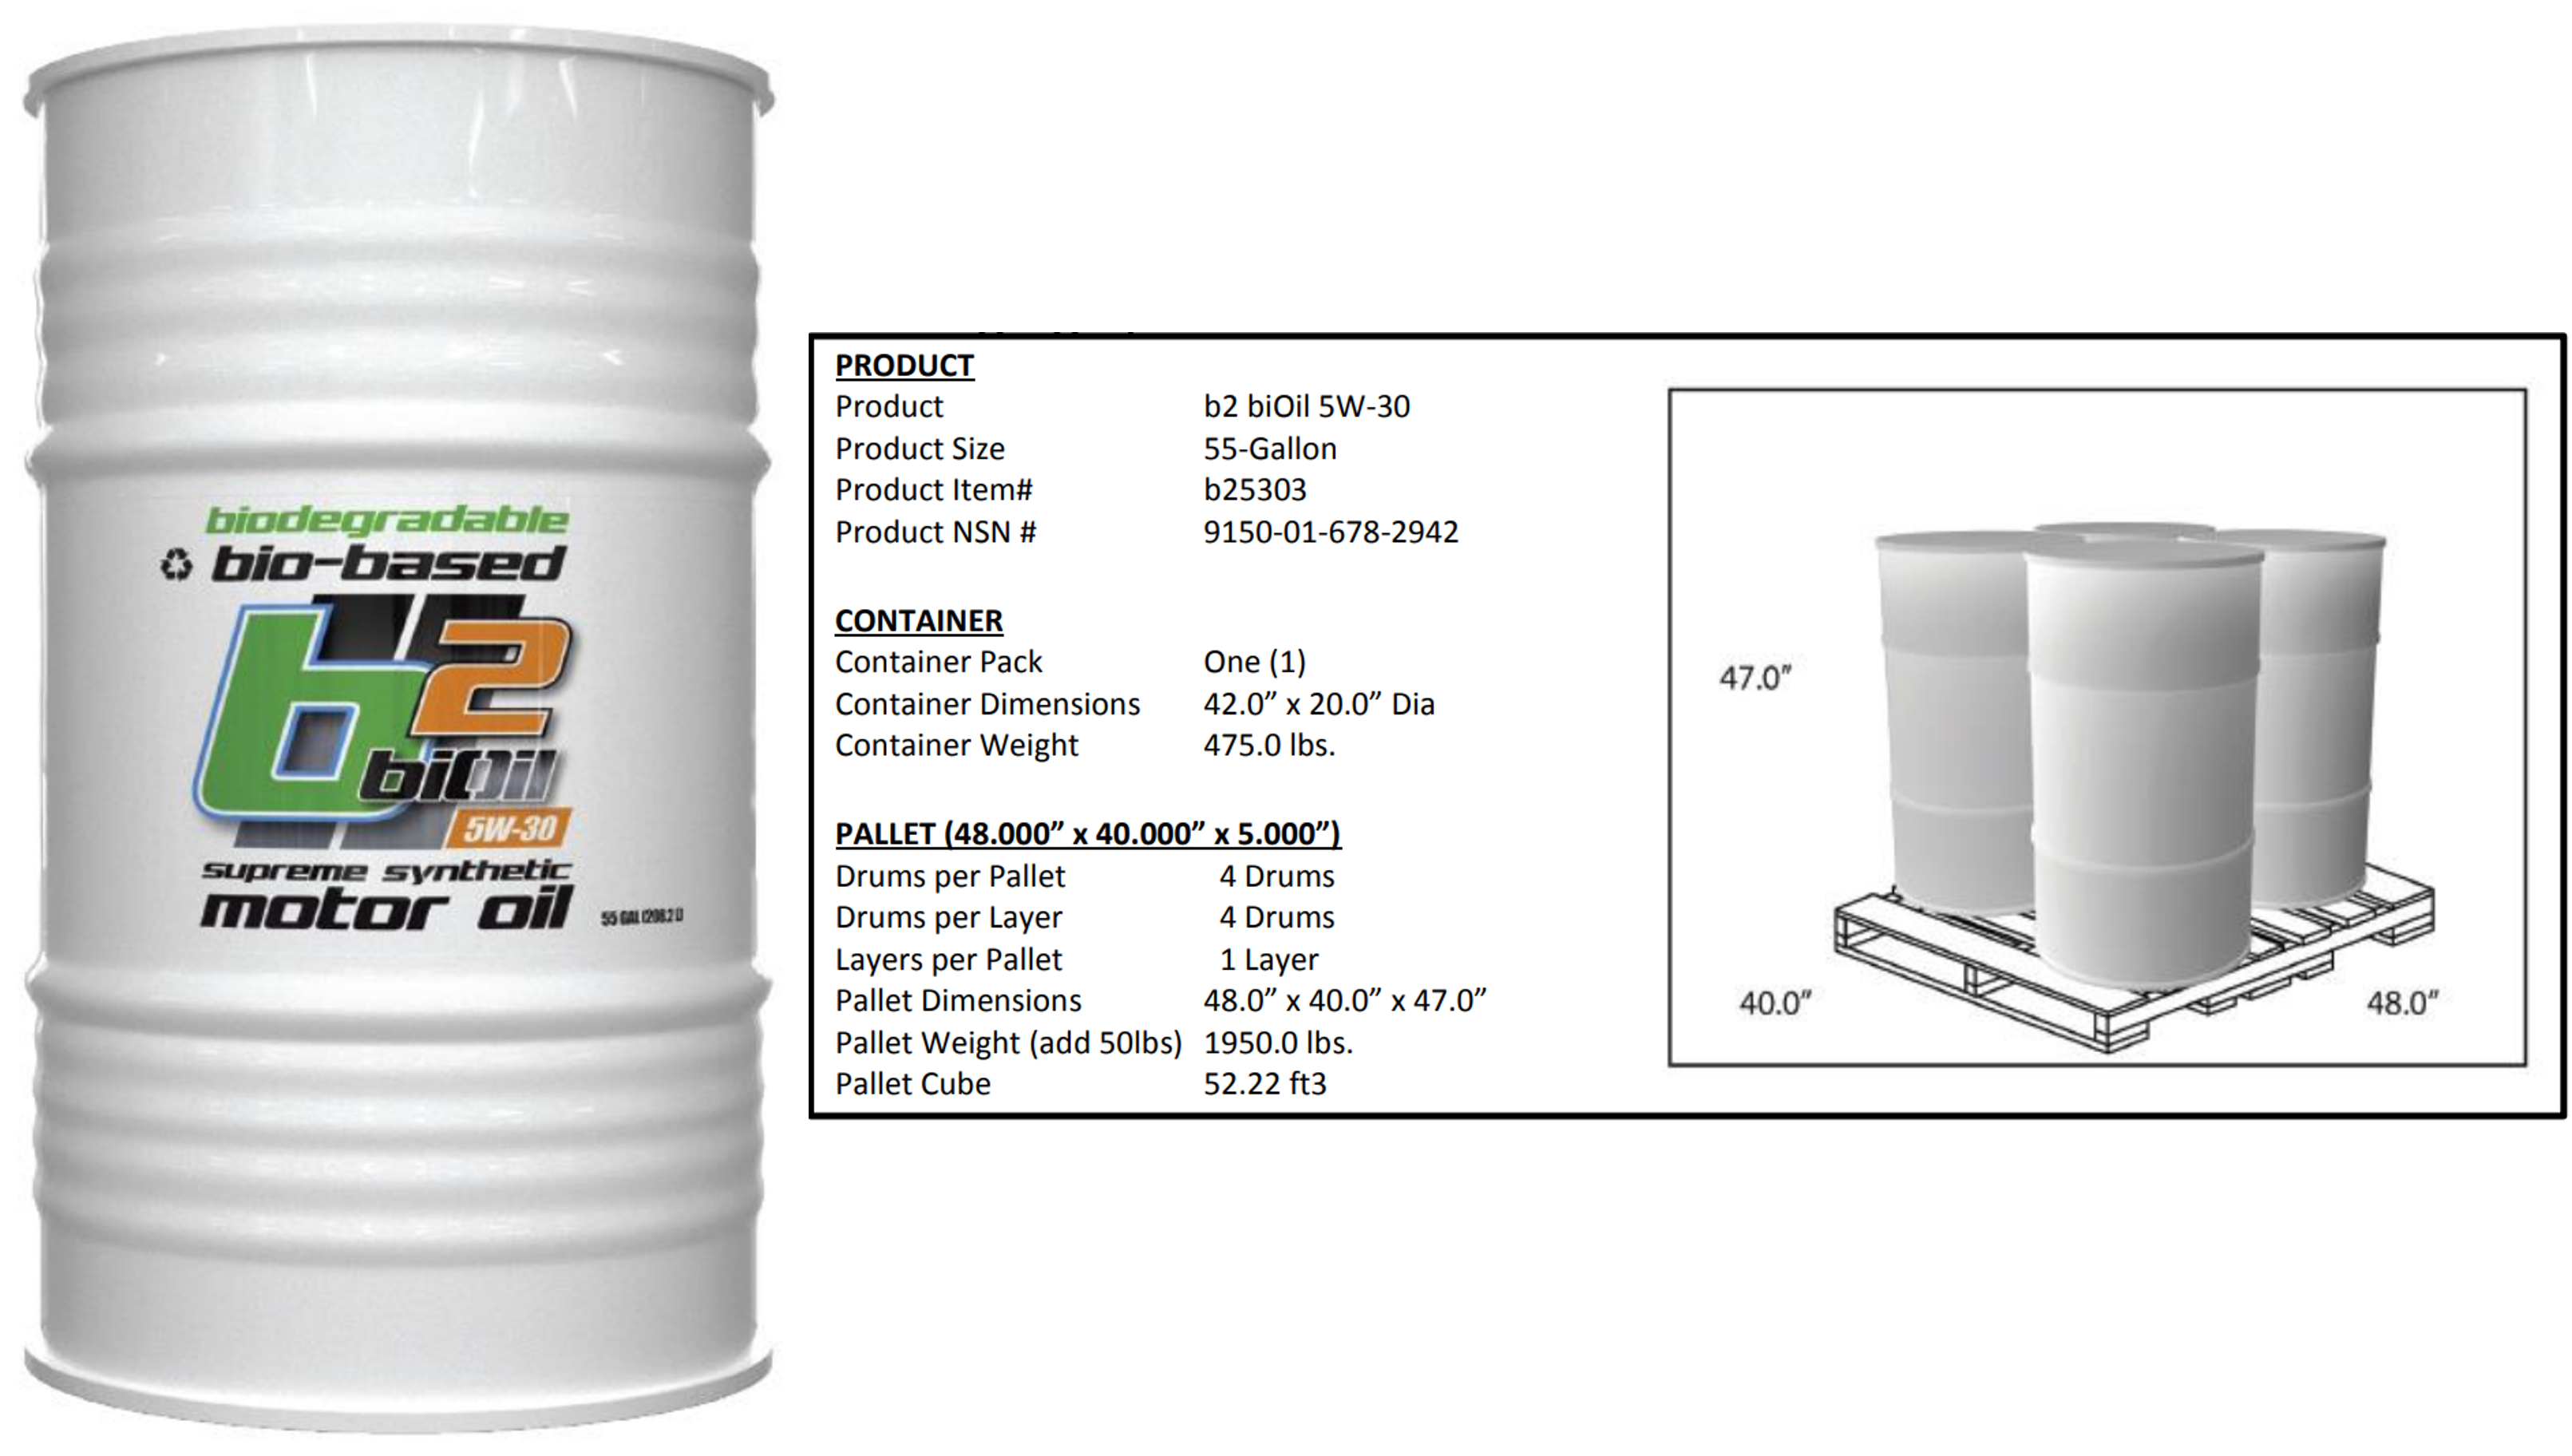 biodegradable
bio-based
b2
biOil
5W-30
supreme synthetic
motor oil
55 GAL (208.2 L)
PRODUCT
Product b2 biOil 5W-30
Product Size 55-Gallon
Product Item# b25303
Product NSN # 9150-01-678-2942
CONTAINER
Container Pack One (1)
Container Dimensions 42.0” x 20.0” Dia
Container Weight 475.0 lbs.
PALLET (48.000” x 40.000” x 5.000”)
Drums per Pallet 4 Drums
Drums per Layer 4 Drums
Layers per Pallet 1 Layer
Pallet Dimensions 48.0” x 40.0” x 47.0”
Pallet Weight (add 50lbs) 1950.0 lbs.
Pallet Cube 52.22 ft3
47.0”
40.0”
48.0”